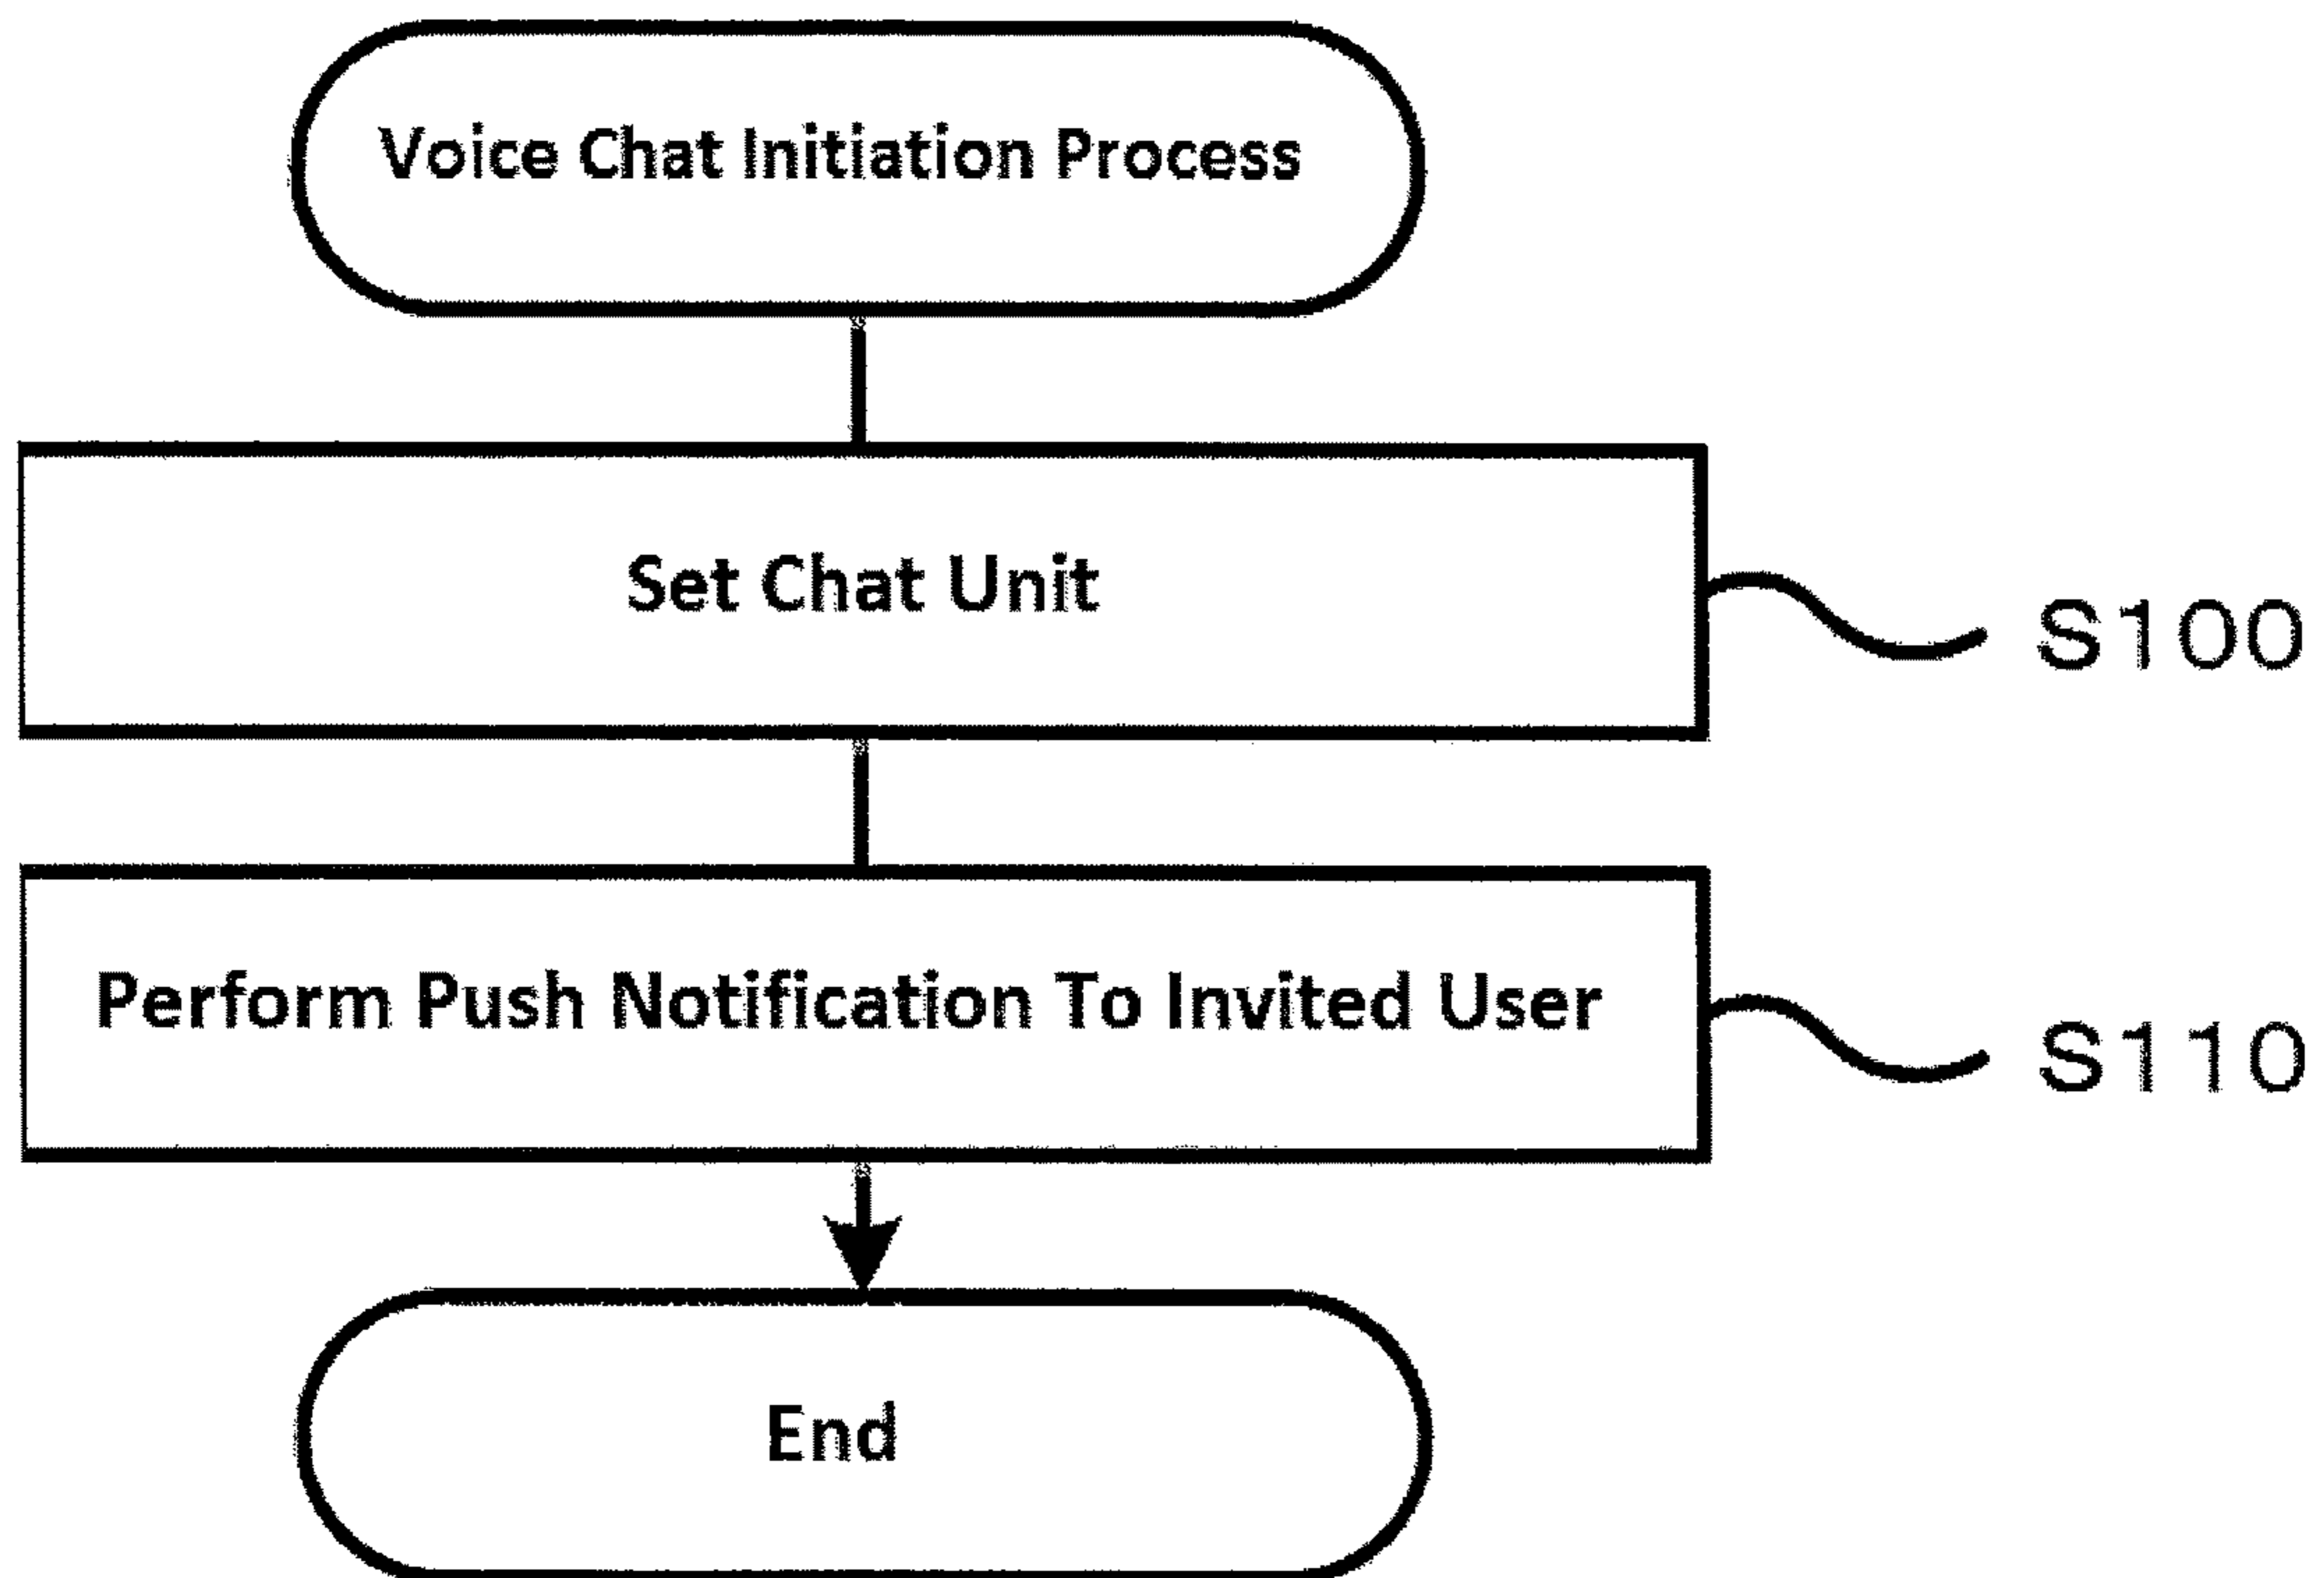 Voice Chat Initiation Process
Set Chat Unit
S100
Perform Push Notification To Invited User
S110
End